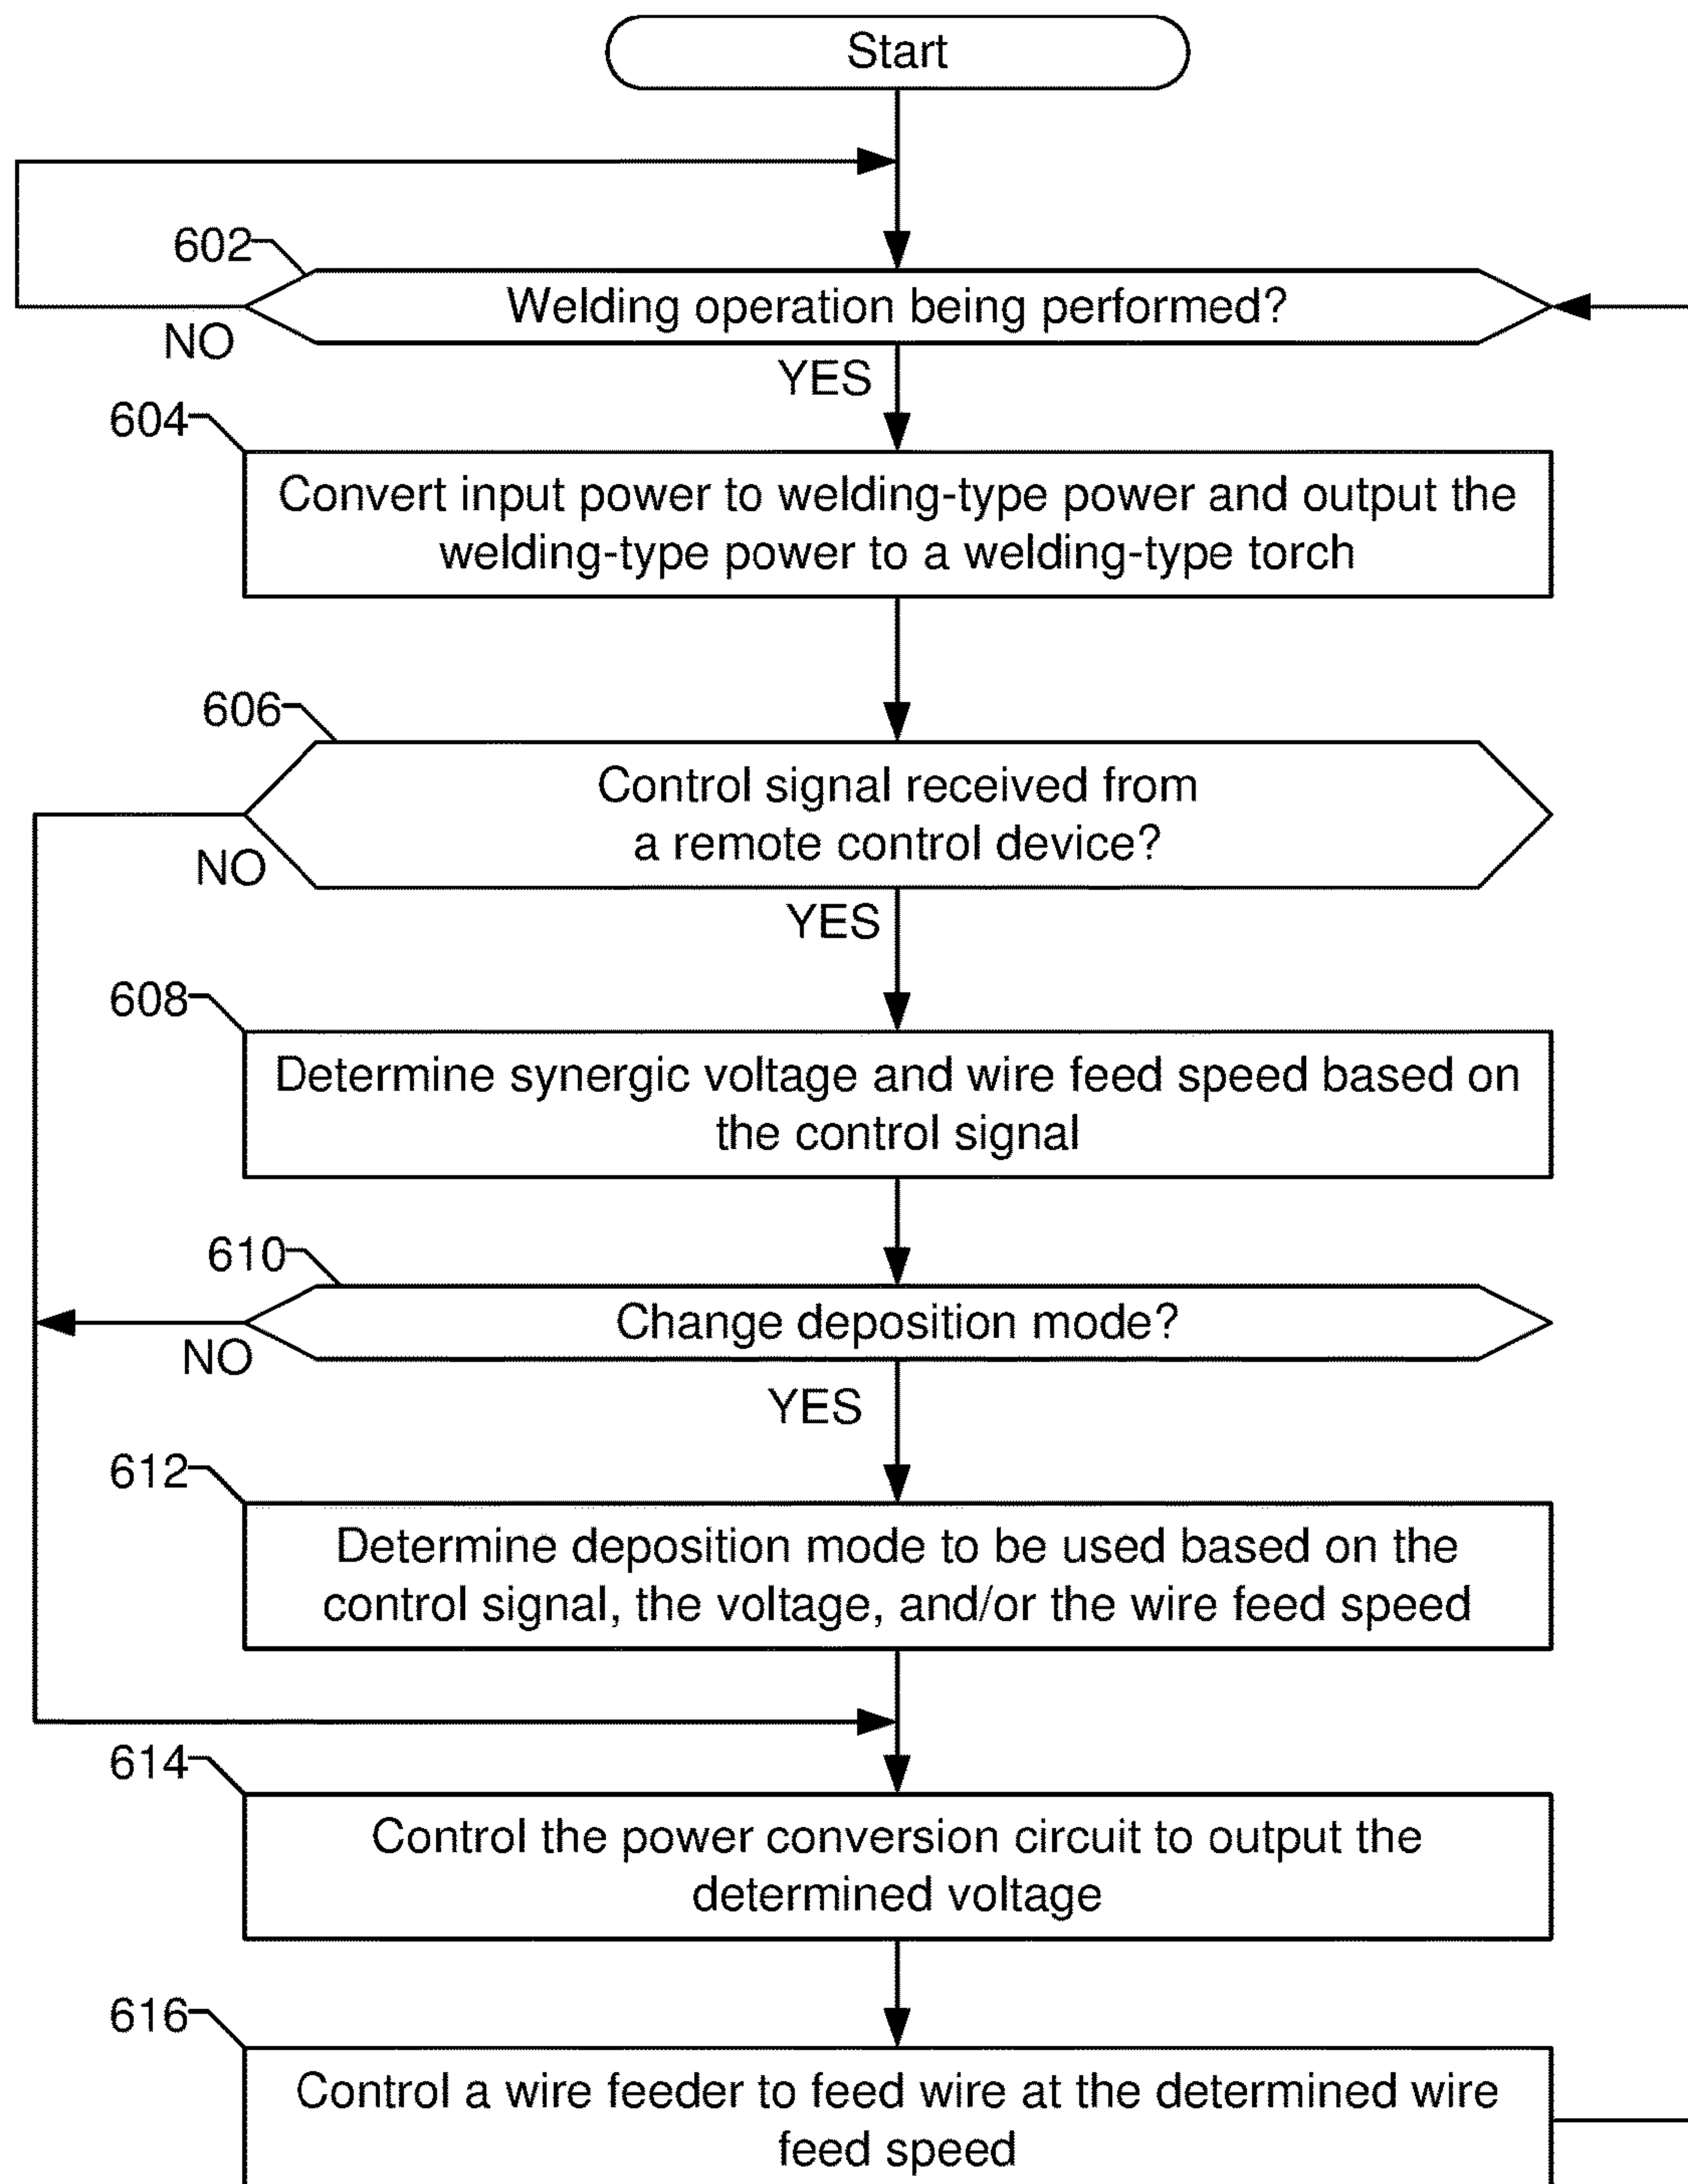 Start
602
Welding operation being performed?
NO
YES
604
Convert input power to welding-type power and output the
welding-type power to a welding-type torch
606
Control signal received from
a remote control device?
NO
YES
608
Determine synergic voltage and wire feed speed based on
the control signal
610
Change deposition mode?
NO
YES
612
Determine deposition mode to be used based on the
control signal, the voltage, and/or the wire feed speed
614
Control the power conversion circuit to output the
determined voltage
616
Control a wire feeder to feed wire at the determined wire
feed speed